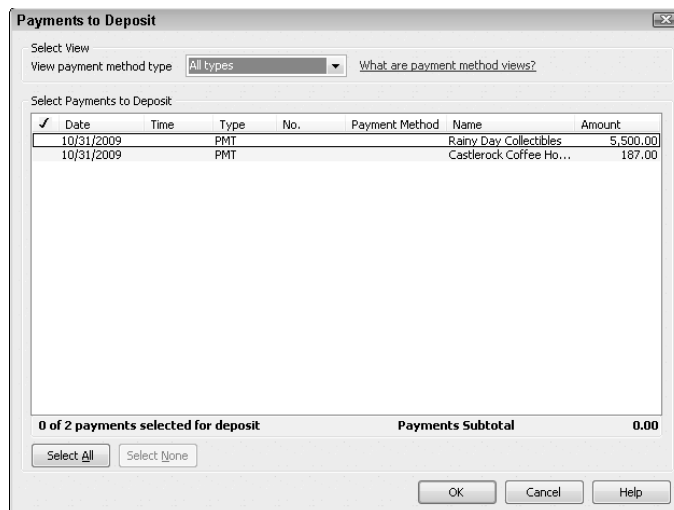 Payments to Deposit
Select View
View payment method type All types What are payment method views?
Select Payments to Deposit
✓ Date Time Type No. Payment Method Name Amount
10/31/2009 PMT Rainy Day Collectibles 5,500.00
10/31/2009 PMT Castlerock Coffee Ho... 187.00
0 of 2 payments selected for deposit Payments Subtotal 0.00
Select All Select None
OK Cancel Help